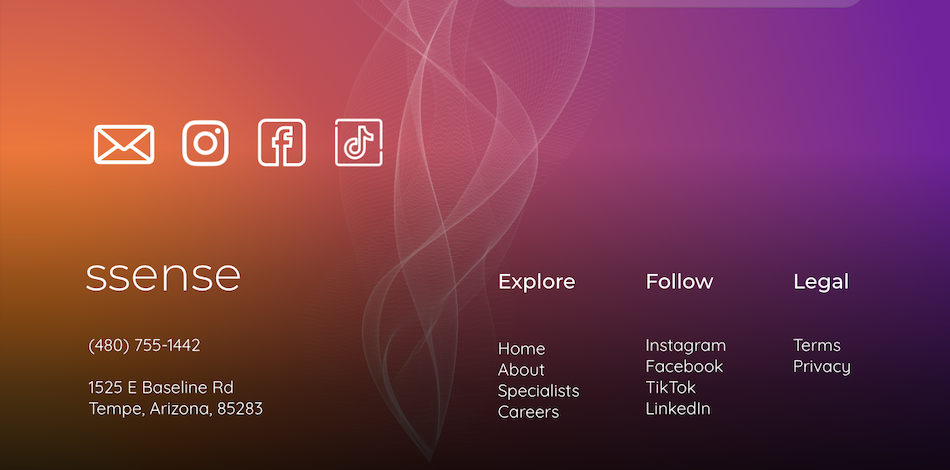 ssense
(480) 755-1442
1525 E Baseline Rd
Tempe, Arizona, 85283
Explore
Home
About
Specialists
Careers
Follow
Instagram
Facebook
TikTok
LinkedIn
Legal
Terms
Privacy